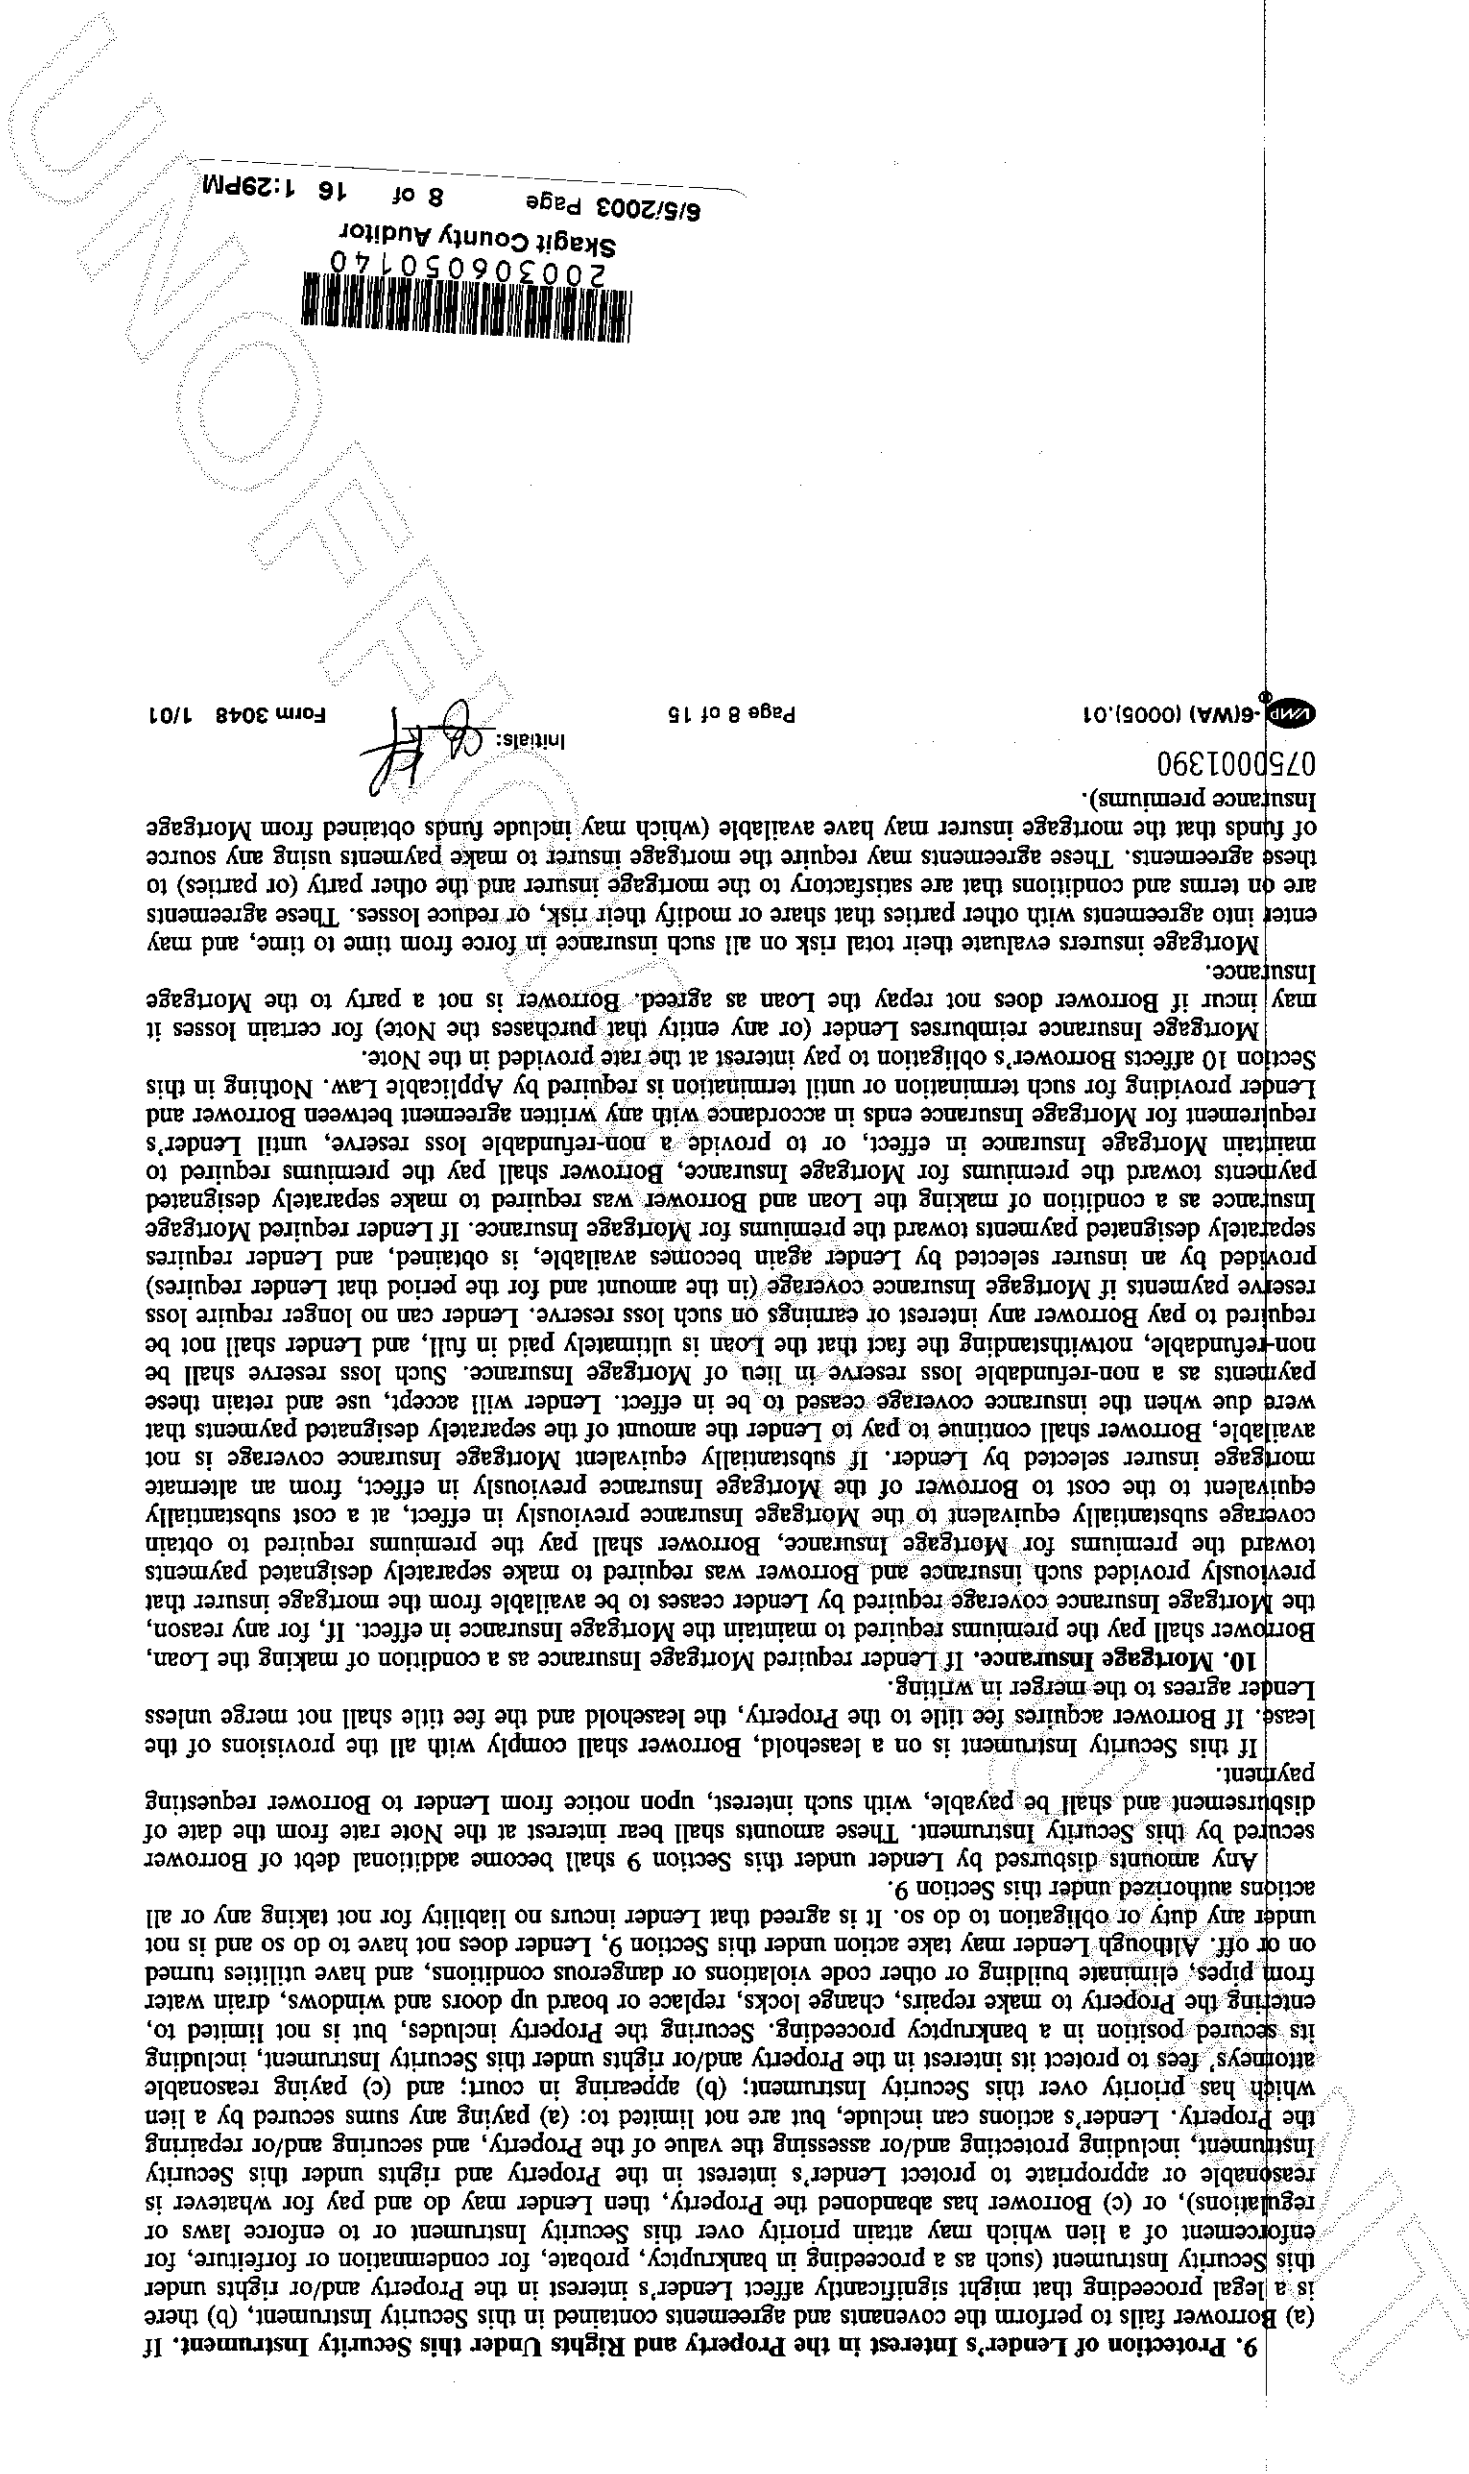 9. Protection of Lender's Interest in the Property and Rights Under this Security Instrument. If
(a) Borrower fails to perform the covenants and agreements contained in this Security Instrument, (b) there
is a legal proceeding that might significantly affect Lender's interest in the Property and/or rights under
this Security Instrument (such as a proceeding in bankruptcy, probate, for condemnation or forfeiture, for
enforcement of a lien which may attain priority over this Security Instrument or to enforce laws or
regulations), or (c) Borrower has abandoned the Property, then Lender may do and pay for whatever is
reasonable or appropriate to protect Lender's interest in the Property and rights under this Security
Instrument, including protecting and/or assessing the value of the Property, and securing and/or repairing
the Property. Lender's actions can include, but are not limited to: (a) paying any sums secured by a lien
which has priority over this Security Instrument; (b) appearing in court; and (c) paying reasonable
attorneys' fees to protect its interest in the Property and/or rights under this Security Instrument, including
its secured position in a bankruptcy proceeding. Securing the Property includes, but is not limited to,
entering the Property to make repairs, change locks, replace or board up doors and windows, drain water
from pipes, eliminate building or other code violations or dangerous conditions, and have utilities turned
on or off. Although Lender may take action under this Section 9, Lender does not have to do so and is not
under any duty or obligation to do so. It is agreed that Lender incurs no liability for not taking any or all
actions authorized under this Section 9.
Any amounts disbursed by Lender under this Section 9 shall become additional debt of Borrower
secured by this Security Instrument. These amounts shall bear interest at the Note rate from the date of
disbursement and shall be payable, with such interest, upon notice from Lender to Borrower requesting
payment.
If this Security Instrument is on a leasehold, Borrower shall comply with all the provisions of the
lease. If Borrower acquires fee title to the Property, the leasehold and the fee title shall not merge unless
Lender agrees to the merger in writing.
10. Mortgage Insurance. If Lender required Mortgage Insurance as a condition of making the Loan,
Borrower shall pay the premiums required to maintain the Mortgage Insurance in effect. If, for any reason,
the Mortgage Insurance coverage required by Lender ceases to be available from the mortgage insurer that
previously provided such insurance and Borrower was required to make separately designated payments
toward the premiums for Mortgage Insurance, Borrower shall pay the premiums required to obtain
coverage substantially equivalent to the Mortgage Insurance previously in effect, at a cost substantially
equivalent to the cost to Borrower of the Mortgage Insurance previously in effect, from an alternate
mortgage insurer selected by Lender. If substantially equivalent Mortgage Insurance coverage is not
available, Borrower shall continue to pay to Lender the amount of the separately designated payments that
were due when the insurance coverage ceased to be in effect. Lender will accept, use and retain these
payments as a non-refundable loss reserve in lieu of Mortgage Insurance. Such loss reserve shall be
non-refundable, notwithstanding the fact that the Loan is ultimately paid in full, and Lender shall not be
required to pay Borrower any interest or earnings on such loss reserve. Lender can no longer require loss
reserve payments if Mortgage Insurance coverage (in the amount and for the period that Lender requires)
provided by an insurer selected by Lender again becomes available, is obtained, and Lender requires
separately designated payments toward the premiums for Mortgage Insurance. If Lender required Mortgage
Insurance as a condition of making the Loan and Borrower was required to make separately designated
payments toward the premiums for Mortgage Insurance, Borrower shall pay the premiums required to
maintain Mortgage Insurance in effect, or to provide a non-refundable loss reserve, until Lender's
requirement for Mortgage Insurance ends in accordance with any written agreement between Borrower and
Lender providing for such termination or until termination is required by Applicable Law. Nothing in this
Section 10 affects Borrower's obligation to pay interest at the rate provided in the Note.
Mortgage Insurance reimburses Lender (or any entity that purchases the Note) for certain losses it
may incur if Borrower does not repay the Loan as agreed. Borrower is not a party to the Mortgage
Insurance.
Mortgage insurers evaluate their total risk on all such insurance in force from time to time, and may
enter into agreements with other parties that share or modify their risk, or reduce losses. These agreements
are on terms and conditions that are satisfactory to the mortgage insurer and the other party (or parties) to
these agreements. These agreements may require the mortgage insurer to make payments using any source
of funds that the mortgage insurer may have available (which may include funds obtained from Mortgage
Insurance premiums).
0750001390
Initials:
VMP®-6(WA) (0005).01 Page 8 of 15 Form 3048 1/01
200306050140
Skagit County Auditor
6/5/2003 Page 8 of 16 1:29PM
UNOFFICIAL DOCUMENT